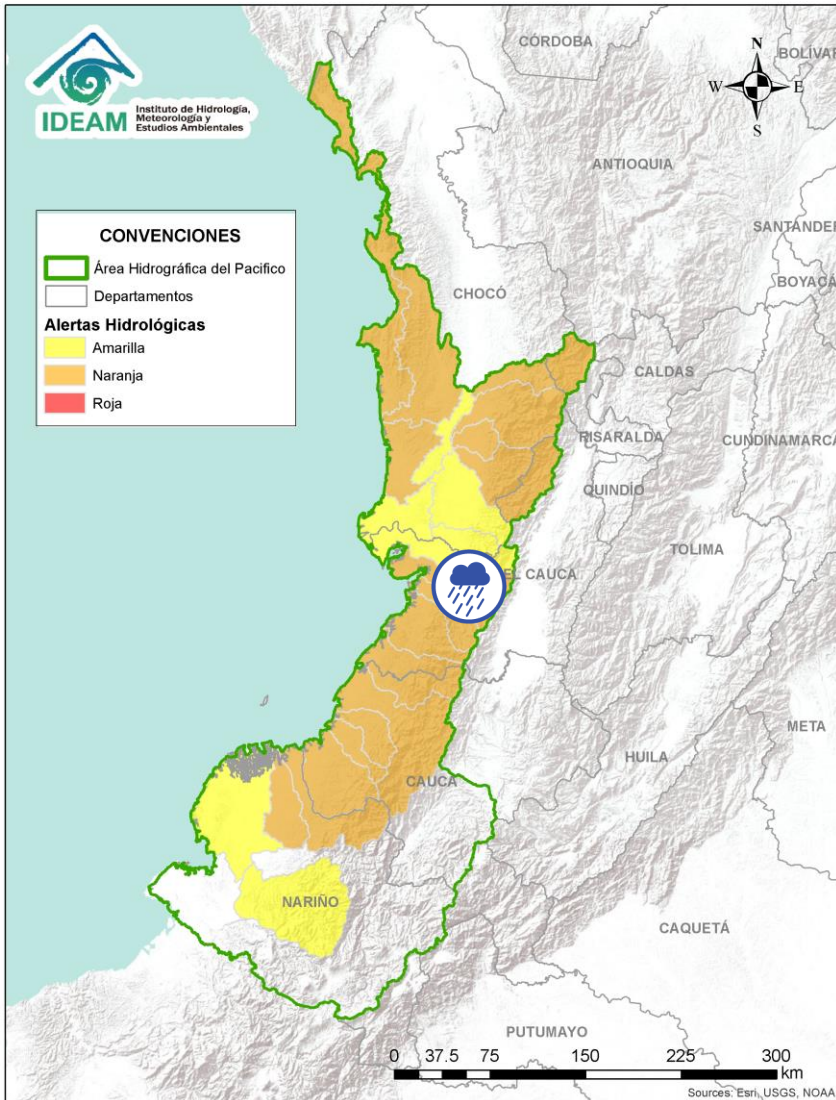 IDEAM
Instituto de Hidrología,
Meteorología y
Estudios Ambientales
CÓRDOBA
BOLÍVAR
N
W
E
S
ANTIOQUIA
CONVENCIONES
Área Hidrográfica del Pacifico
Departamentos
Alertas Hidrológicas
Amarilla
Naranja
Roja
SANTANDER
BOYACÁ
CHOCÓ
CALDAS
RISARALDA
CUNDINAMARCA
QUINDÍO
TOLIMA
EL CAUCA
META
HUILA
CAUCA
NARIÑO
CAQUETÁ
PUTUMAYO
0 37.5 75 150 225 300
km
Sources: Esri, USGS, NOAA